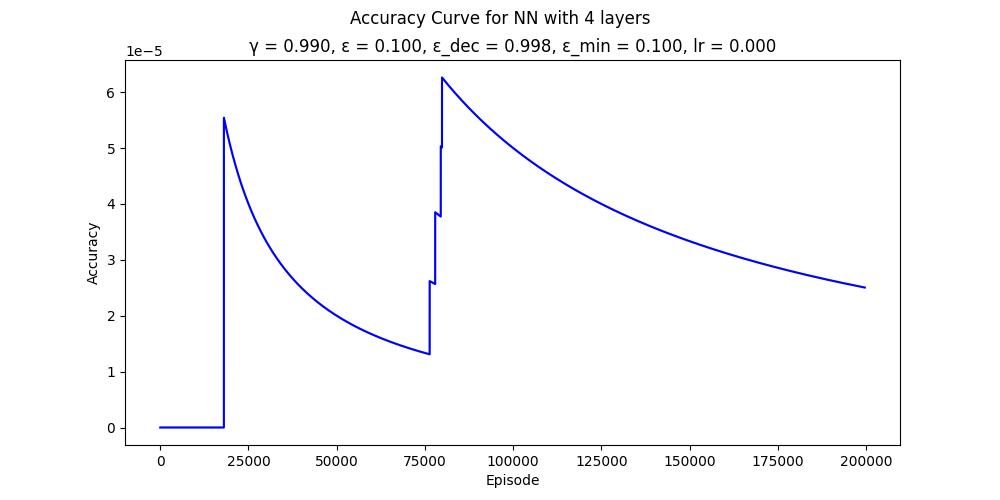 Accuracy Curve for NN with 4 layers
γ = 0.990, ε = 0.100, ε_dec = 0.998, ε_min = 0.100, lr = 0.000
1e−5
6
5
4
3
2
1
0
Accuracy
0 25000 50000 75000 100000 125000 150000 175000 200000
Episode